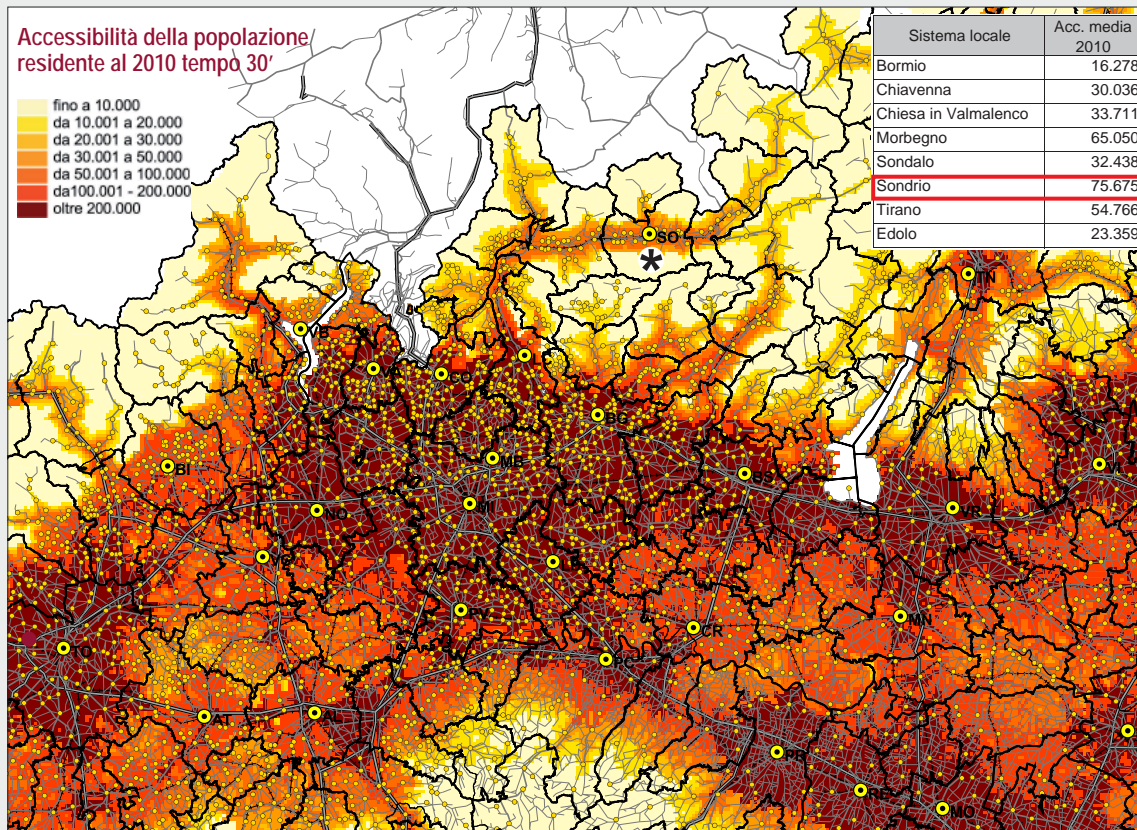 Accessibilità della popolazione
residente al 2010 tempo 30’
fino a 10.000
da 10.001 a 20.000
da 20.001 a 30.000
da 30.001 a 50.000
da 50.001 a 100.000
da100.001 - 200.000
oltre 200.000
Sistema locale Acc. media 2010
Bormio 16.278
Chiavenna 30.036
Chiesa in Valmalenco 33.711
Morbegno 65.050
Sondalo 32.438
Sondrio 75.675
Tirano 54.766
Edolo 23.359
SO
*
TN
VB
CO
BG
BI
MB
BS
NO
MI
VR
MN
CR
TO
PC
AT
AL
PR
RE
MO